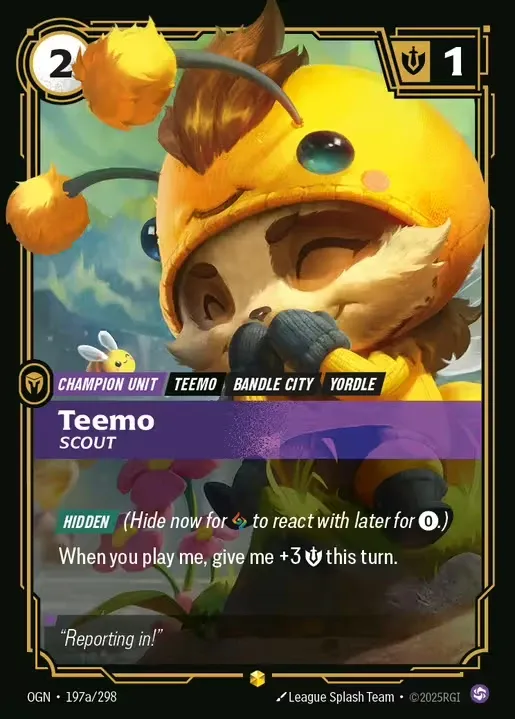 2
1
CHAMPION UNIT TEEMO BANDLE CITY YORDLE
Teemo
SCOUT
HIDDEN (Hide now for to react with later for 0.)
When you play me, give me +3 this turn.
“Reporting in!”
OGN • 197a/298 League Splash Team • ©2025RGI